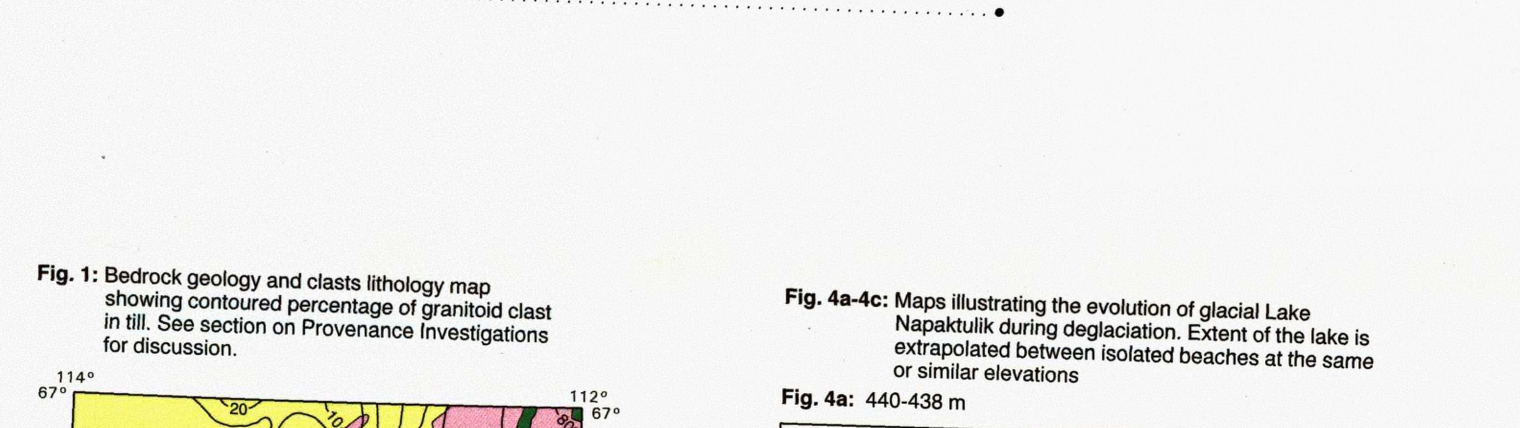 Fig. 1: Bedrock geology and clasts lithology map
showing contoured percentage of granitoid clast
in till. See section on Provenance Investigations
for discussion.
114°
67°
112°
67°
20
10
80
Fig. 4a-4c: Maps illustrating the evolution of glacial Lake
Napaktulik during deglaciation. Extent of the lake is
extrapolated between isolated beaches at the same
or similar elevations
Fig. 4a: 440-438 m